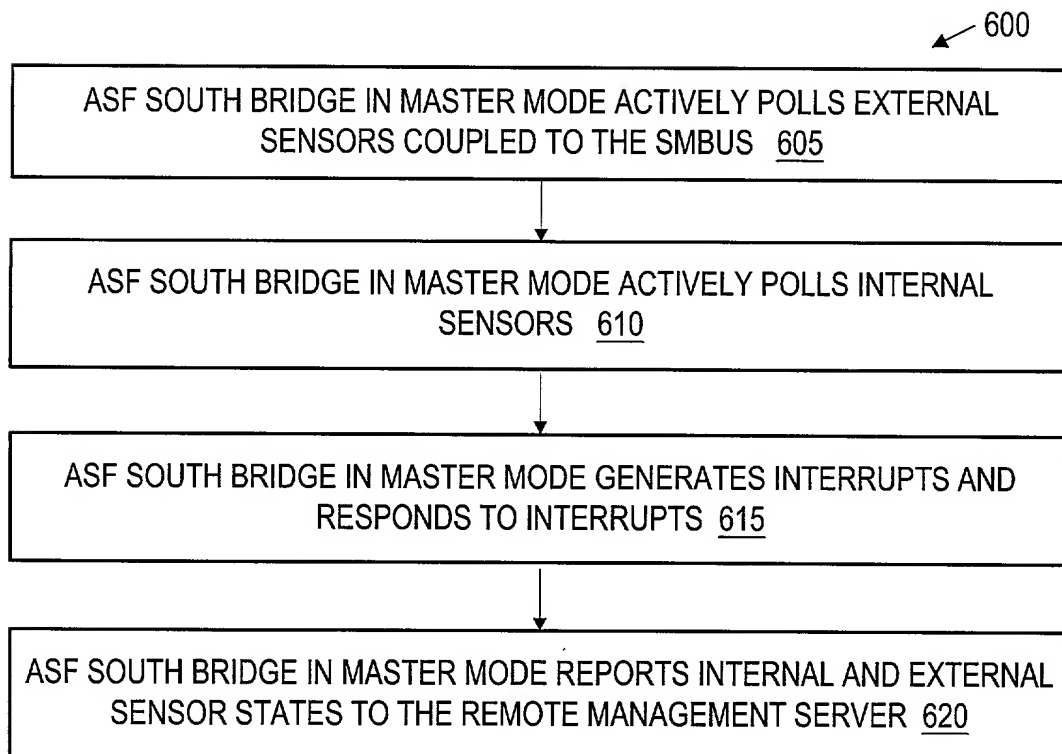 600
ASF SOUTH BRIDGE IN MASTER MODE ACTIVELY POLLS EXTERNAL
SENSORS COUPLED TO THE SMBUS 605
ASF SOUTH BRIDGE IN MASTER MODE ACTIVELY POLLS INTERNAL
SENSORS 610
ASF SOUTH BRIDGE IN MASTER MODE GENERATES INTERRUPTS AND
RESPONDS TO INTERRUPTS 615
ASF SOUTH BRIDGE IN MASTER MODE REPORTS INTERNAL AND EXTERNAL
SENSOR STATES TO THE REMOTE MANAGEMENT SERVER 620